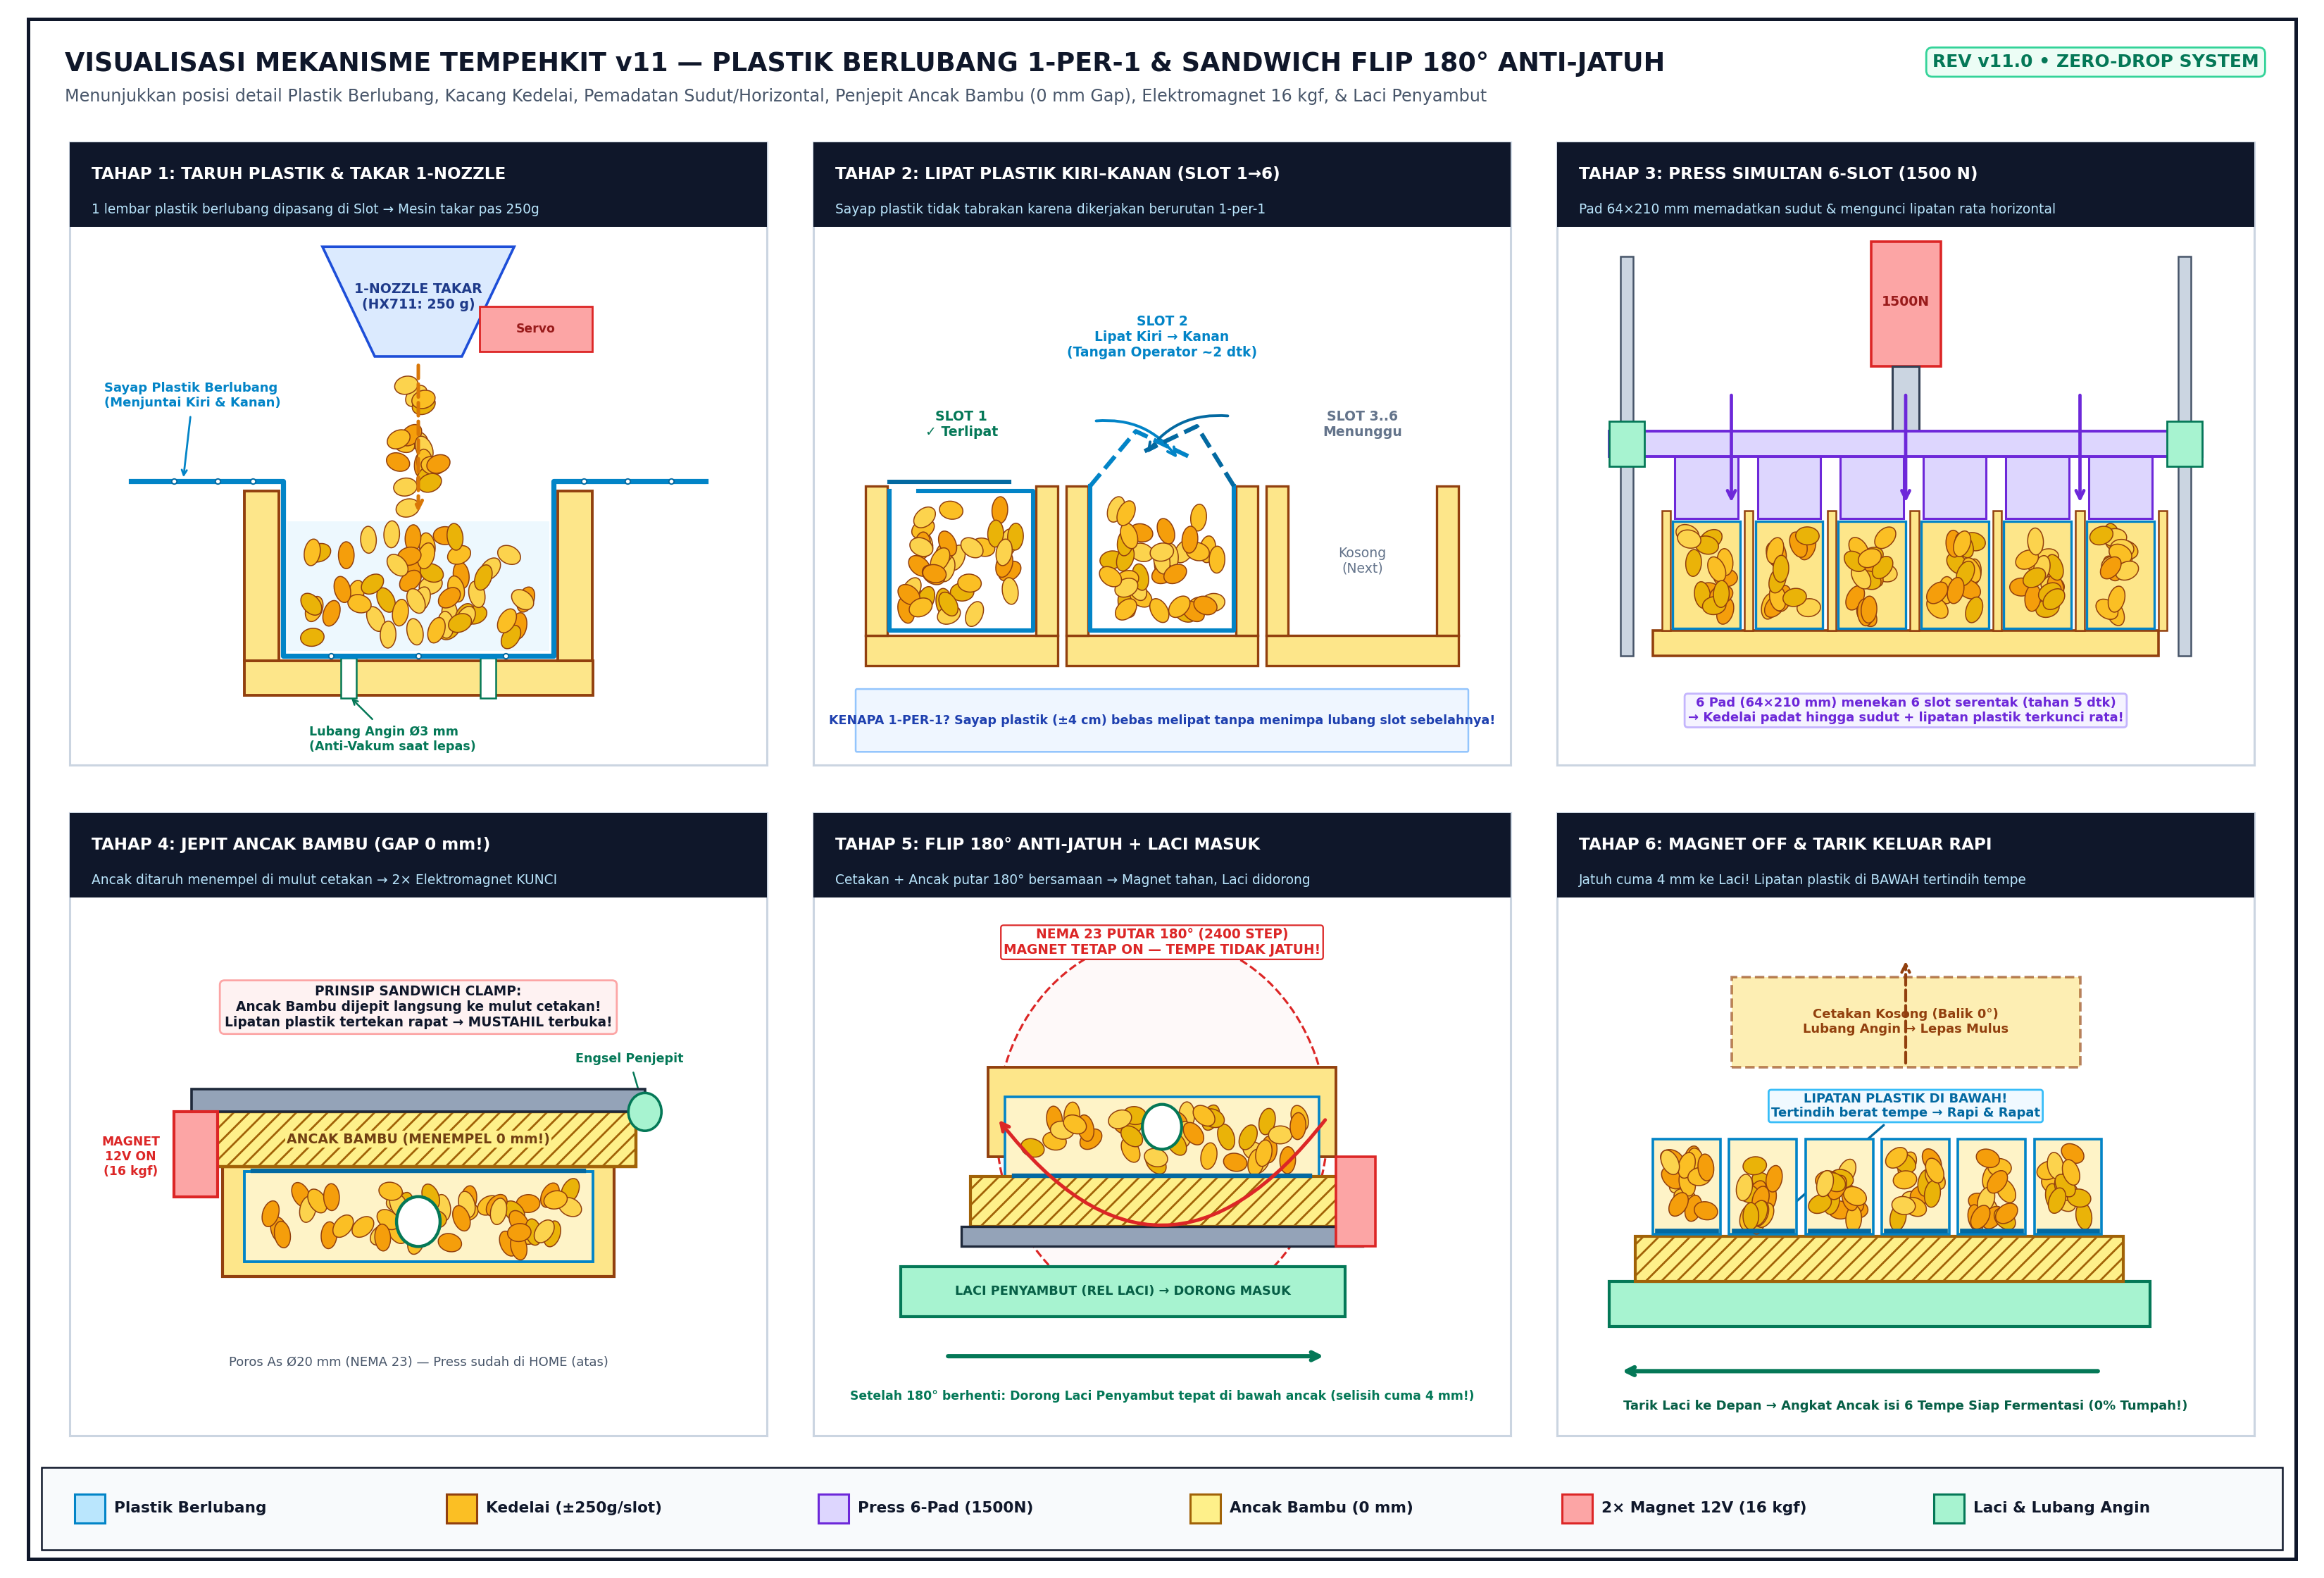 VISUALISASI MEKANISME TEMPEHKIT v11 — PLASTIK BERLUBANG 1-PER-1 & SANDWICH FLIP 180° ANTI-JATUH
REV v11.0 • ZERO-DROP SYSTEM
Menunjukkan posisi detail Plastik Berlubang, Kacang Kedelai, Pemadatan Sudut/Horizontal, Penjepit Ancak Bambu (0 mm Gap), Elektromagnet 16 kgf, & Laci Penyambut
TAHAP 1: TARUH PLASTIK & TAKAR 1-NOZZLE
1 lembar plastik berlubang dipasang di Slot → Mesin takar pas 250g
1-NOZZLE TAKAR
(HX711: 250 g)
Servo
Sayap Plastik Berlubang
(Menjuntai Kiri & Kanan)
Lubang Angin Ø3 mm
(Anti-Vakum saat lepas)
TAHAP 2: LIPAT PLASTIK KIRI–KANAN (SLOT 1→6)
Sayap plastik tidak tabrakan karena dikerjakan berurutan 1-per-1
SLOT 2
Lipat Kiri → Kanan
(Tangan Operator ~2 dtk)
SLOT 1
✓ Terlipat
SLOT 3..6
Menunggu
Kosong
(Next)
KENAPA 1-PER-1? Sayap plastik (±4 cm) bebas melipat tanpa menimpa lubang slot sebelahnya!
TAHAP 3: PRESS SIMULTAN 6-SLOT (1500 N)
Pad 64×210 mm memadatkan sudut & mengunci lipatan rata horizontal
1500N
6 Pad (64×210 mm) menekan 6 slot serentak (tahan 5 dtk)
→ Kedelai padat hingga sudut + lipatan plastik terkunci rata!
TAHAP 4: JEPIT ANCAK BAMBU (GAP 0 mm!)
Ancak ditaruh menempel di mulut cetakan → 2× Elektromagnet KUNCI
PRINSIP SANDWICH CLAMP:
Ancak Bambu dijepit langsung ke mulut cetakan!
Lipatan plastik tertekan rapat → MUSTAHIL terbuka!
Engsel Penjepit
MAGNET
12V ON
(16 kgf)
ANCAK BAMBU (MENEMPEL 0 mm!)
Poros As Ø20 mm (NEMA 23) — Press sudah di HOME (atas)
TAHAP 5: FLIP 180° ANTI-JATUH + LACI MASUK
Cetakan + Ancak putar 180° bersamaan → Magnet tahan, Laci didorong
NEMA 23 PUTAR 180° (2400 STEP)
MAGNET TETAP ON — TEMPE TIDAK JATUH!
LACI PENYAMBUT (REL LACI) → DORONG MASUK
Setelah 180° berhenti: Dorong Laci Penyambut tepat di bawah ancak (selisih cuma 4 mm!)
TAHAP 6: MAGNET OFF & TARIK KELUAR RAPI
Jatuh cuma 4 mm ke Laci! Lipatan plastik di BAWAH tertindih tempe
Cetakan Kosong (Balik 0°)
Lubang Angin → Lepas Mulus
LIPATAN PLASTIK DI BAWAH!
Tertindih berat tempe → Rapi & Rapat
Tarik Laci ke Depan → Angkat Ancak isi 6 Tempe Siap Fermentasi (0% Tumpah!)
Plastik Berlubang
Kedelai (±250g/slot)
Press 6-Pad (1500N)
Ancak Bambu (0 mm)
2× Magnet 12V (16 kgf)
Laci & Lubang Angin